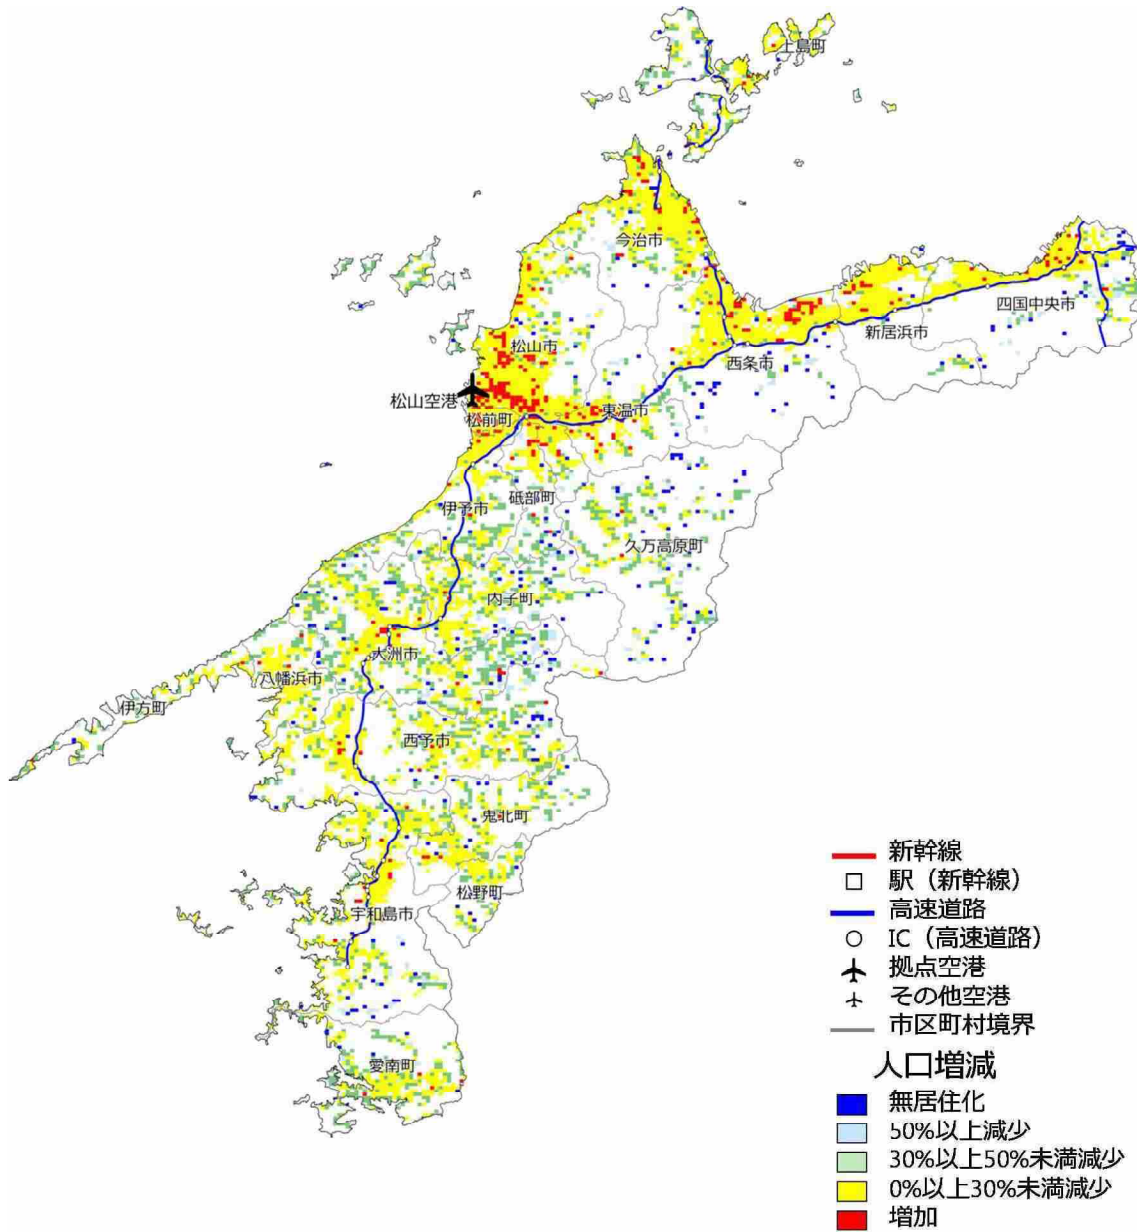 上島町
今治市
四国中央市
新居浜市
松山市
西条市
松山空港
東温市
松前町
砥部町
伊予市
久万高原町
内子町
大洲市
八幡浜市
伊方町
西予市
鬼北町
松野町
宇和島市
愛南町
新幹線
駅（新幹線）
高速道路
IC（高速道路）
拠点空港
その他空港
市区町村境界
人口増減
無居住化
50%以上減少
30%以上50%未満減少
0%以上30%未満減少
増加